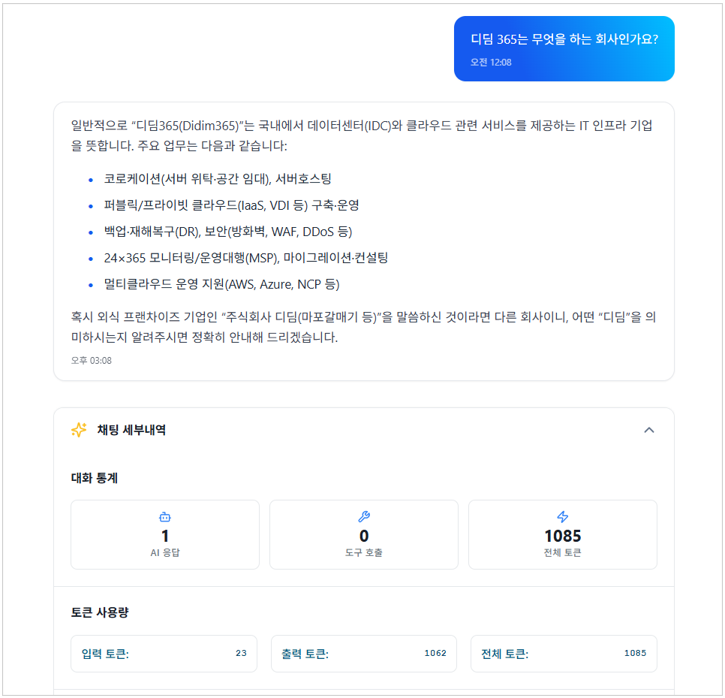 디딤 365는 무엇을 하는 회사인가요?
오전 12:08
일반적으로 “디딤365(Didim365)”는 국내에서 데이터센터(IDC)와 클라우드 관련 서비스를 제공하는 IT 인프라 기업
을 뜻합니다. 주요 업무는 다음과 같습니다:
• 코로케이션(서버 위탁·공간 임대), 서버호스팅
• 퍼블릭/프라이빗 클라우드(IaaS, VDI 등) 구축·운영
• 백업·재해복구(DR), 보안(방화벽, WAF, DDoS 등)
• 24×365 모니터링/운영대행(MSP), 마이그레이션·컨설팅
• 멀티클라우드 운영 지원(AWS, Azure, NCP 등)
혹시 외식 프랜차이즈 기업인 “주식회사 디딤(마포갈매기 등)”을 말씀하신 것이라면 다른 회사이니, 어떤 “디딤”을 의
미하시는지 알려주시면 정확히 안내해 드리겠습니다.
오후 03:08
채팅 세부내역
대화 통계
1 0 1085
AI 응답 도구 호출 전체 토큰
토큰 사용량
입력 토큰: 23 출력 토큰: 1062 전체 토큰: 1085